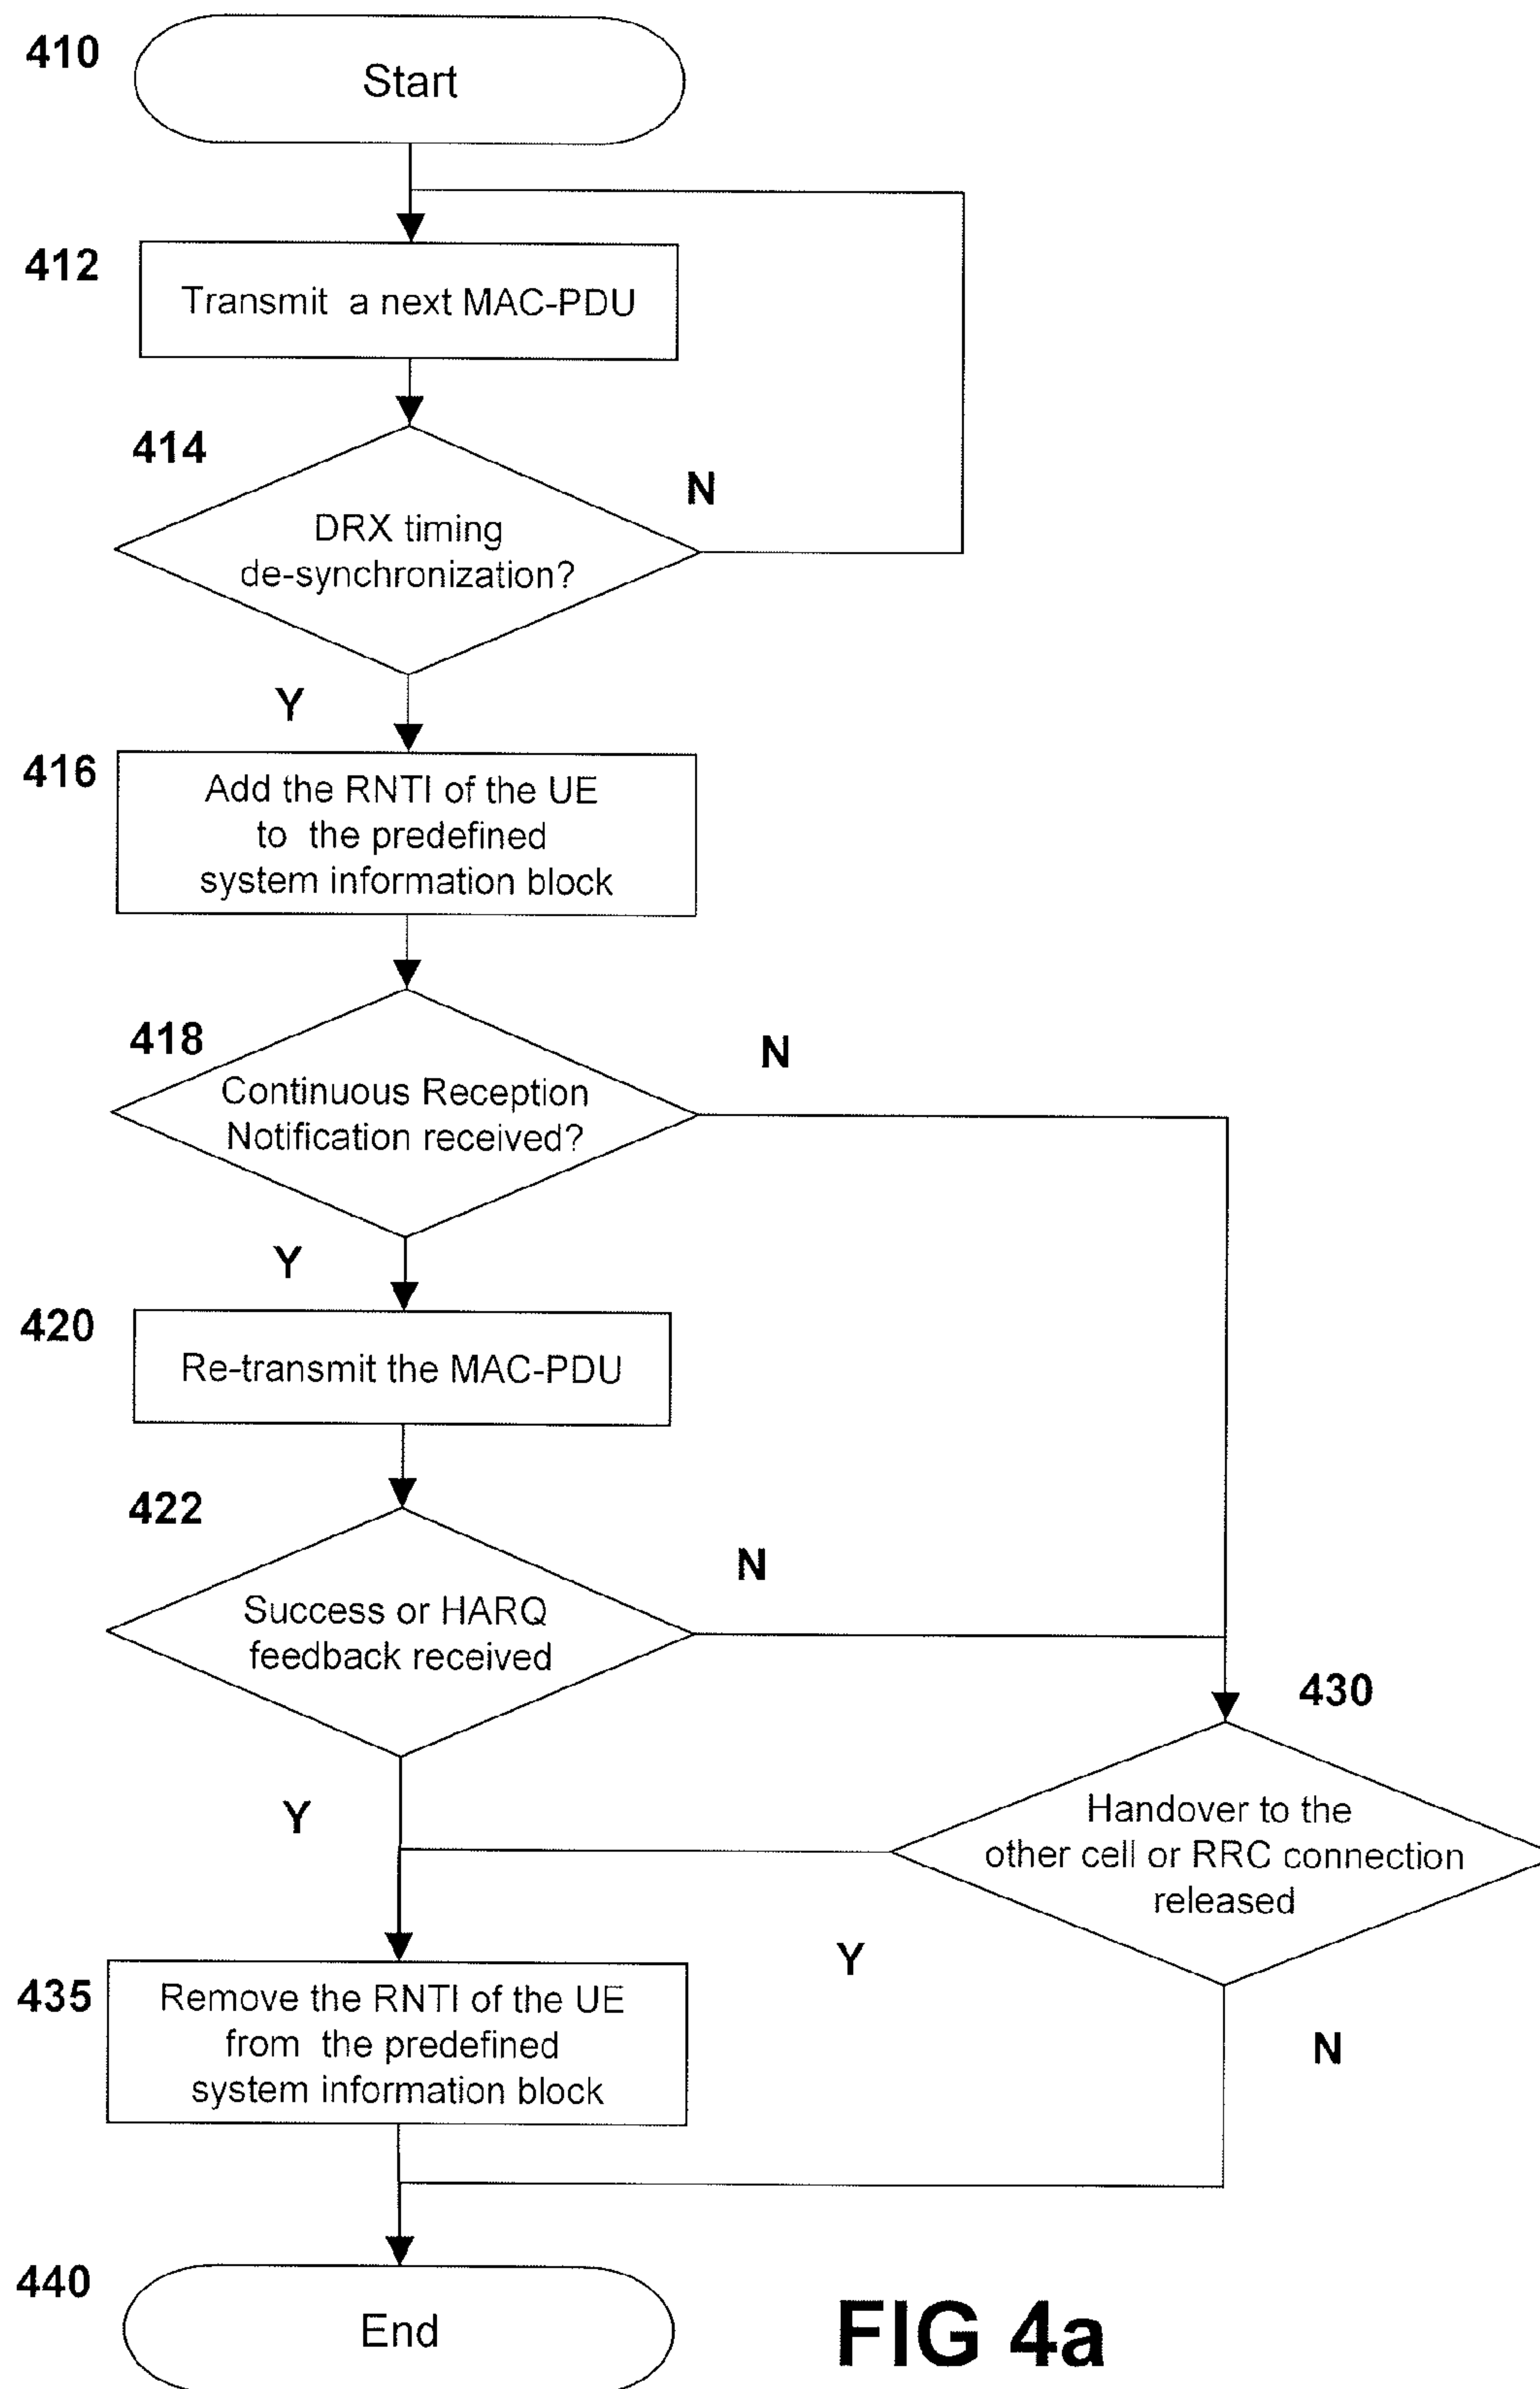 410
Start
412
Transmit a next MAC-PDU
414
N
DRX timing
de-synchronization?
Y
416
Add the RNTI of the UE
to the predefined
system information block
418
N
Continuous Reception
Notification received?
Y
420
Re-transmit the MAC-PDU
422
N
Success or HARQ
feedback received
430
Y
Handover to the
other cell or RRC connection
released
Y
435
Remove the RNTI of the UE
from the predefined
system information block
N
440
End
FIG 4a